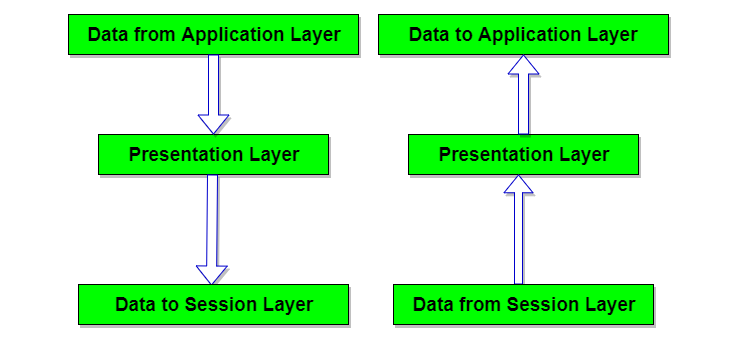 Data from Application Layer
Data to Application Layer
Presentation Layer
Presentation Layer
Data to Session Layer
Data from Session Layer